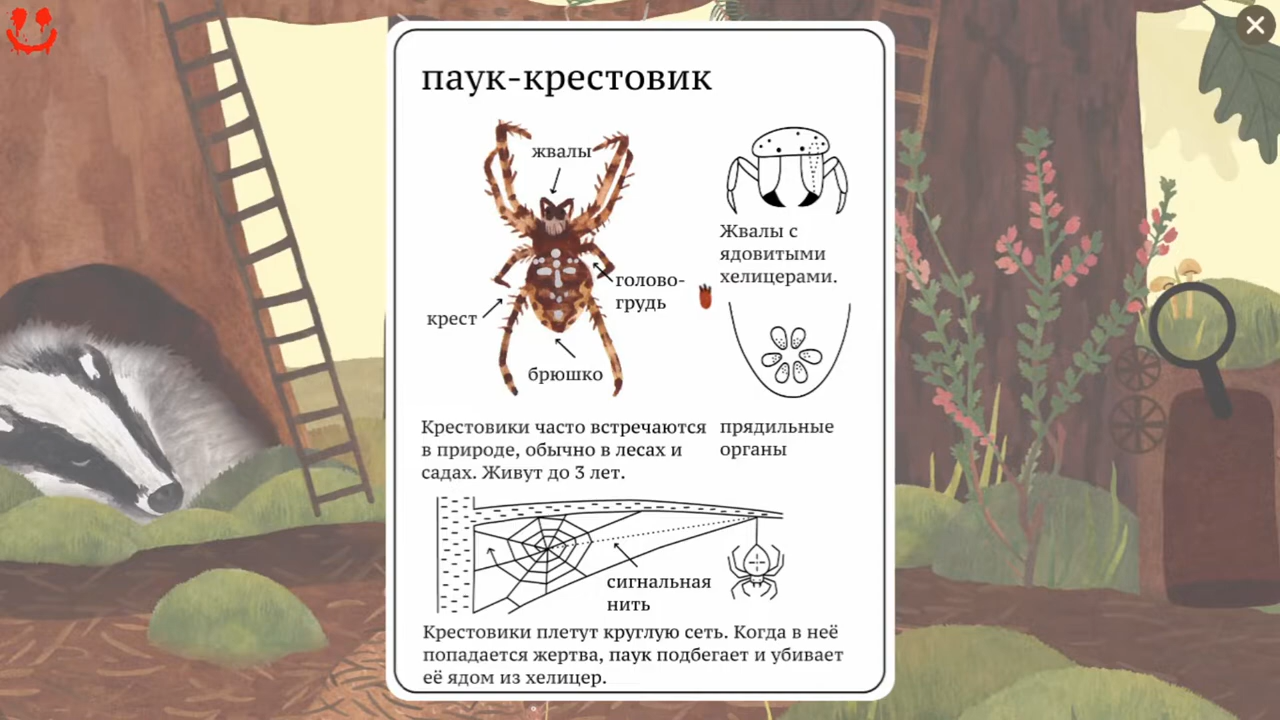 паук-крестовик
жвалы
голово-
грудь
крест
брюшко
Жвалы с
ядовитыми
хелицерами.
Крестовики часто встречаются
в природе, обычно в лесах и
садах. Живут до 3 лет.
прядильные
органы
сигнальная
нить
Крестовики плетут круглую сеть. Когда в неё
попадается жертва, паук подбегает и убивает
её ядом из хелицер.